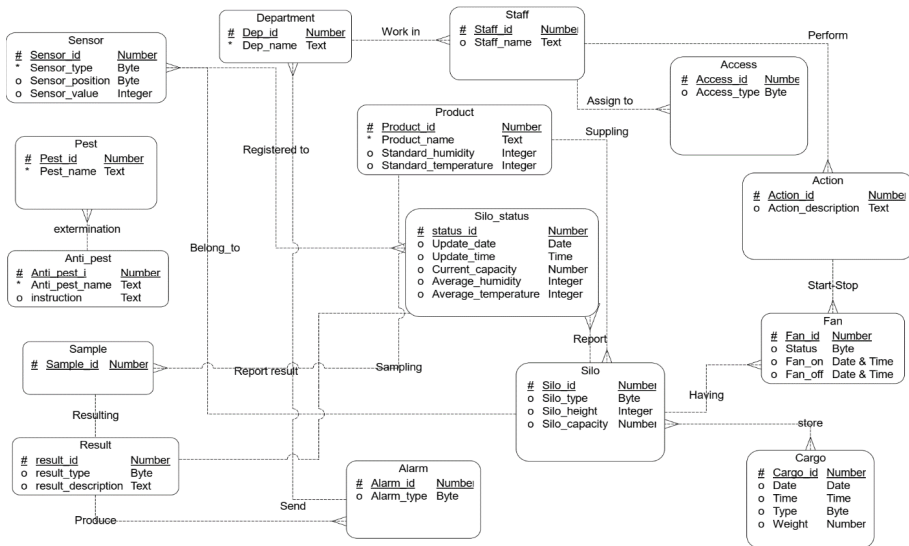 Department
# Dep_id Number
* Dep_name Text
Work in
Staff
# Staff_id Numbe
o Staff_name Text
Perform
Sensor
# Sensor_id Number
* Sensor_type Byte
o Sensor_position Byte
o Sensor_value Integer
Access
# Access_id Numbe
o Access_type Byte
Assign to
Product
# Product_id Number
* Product_name Text
o Standard_humidity Integer
o Standard_temperature Integer
Suppling
Registered to
Pest
# Pest_id Number
* Pest_name Text
extermination
Action
# Action_id Numbe
o Action_description Text
Silo_status
# status_id Number
o Update_date Date
o Update_time Time
o Current_capacity Number
o Average_humidity Integer
o Average_temperature Integer
Belong_to
Anti_pest
# Anti_pest_i Number
* Anti_pest_name Text
o instruction Text
Start-Stop
Fan
# Fan_id Number
o Status Byte
o Fan_on Date & Time
o Fan_off Date & Time
Report
Sample
# Sample_id Number
Report result
Sampling
Silo
# Silo_id Number
o Silo_type Byte
o Silo_height Integer
o Silo_capacity Number
Having
Resulting
store
Result
# result_id Number
o result_type Byte
o result_description Text
Cargo
# Cargo_id Number
o Date Date
o Time Time
o Type Byte
o Weight Number
Alarm
# Alarm_id Numbe
o Alarm_type Byte
Send
Produce